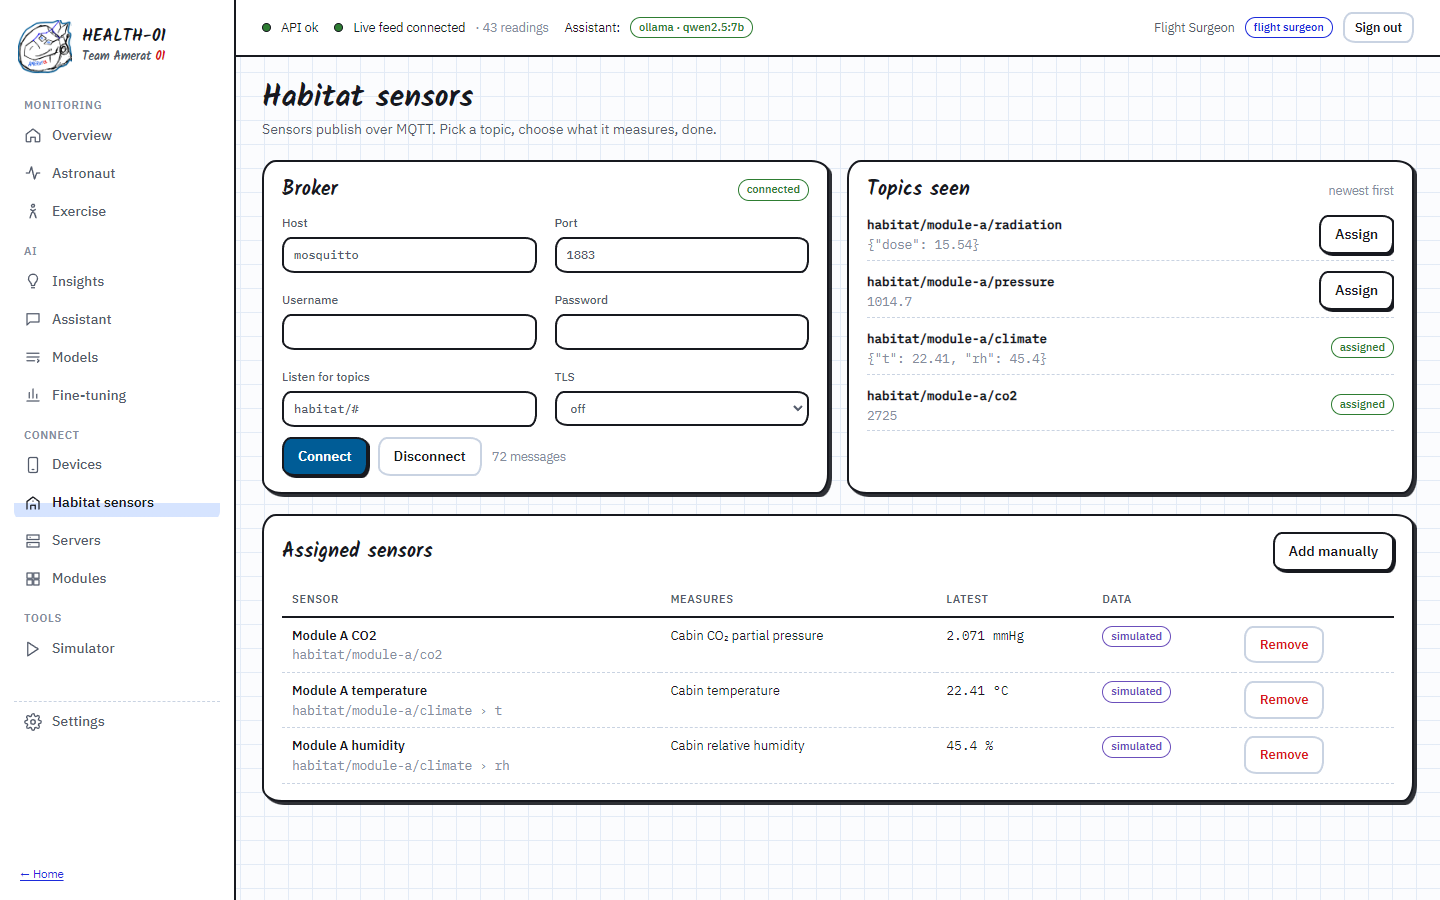 HEALTH-01
Team Amerat 01
MONITORING
Overview
Astronaut
Exercise
AI
Insights
Assistant
Models
Fine-tuning
CONNECT
Devices
Habitat sensors
Servers
Modules
TOOLS
Simulator
Settings
← Home
API ok Live feed connected · 43 readings Assistant: ollama · qwen2.5:7b Flight Surgeon flight surgeon Sign out
Habitat sensors
Sensors publish over MQTT. Pick a topic, choose what it measures, done.
Broker connected
Host Port
mosquitto 1883
Username Password
Listen for topics TLS
habitat/# off
Connect Disconnect 72 messages
Topics seen newest first
habitat/module-a/radiation
{"dose": 15.54}
Assign
habitat/module-a/pressure
1014.7
Assign
habitat/module-a/climate
{"t": 22.41, "rh": 45.4}
assigned
habitat/module-a/co2
2725
assigned
Assigned sensors Add manually
SENSOR MEASURES LATEST DATA
Module A CO2 Cabin CO₂ partial pressure 2.071 mmHg simulated Remove
habitat/module-a/co2
Module A temperature Cabin temperature 22.41 °C simulated Remove
habitat/module-a/climate › t
Module A humidity Cabin relative humidity 45.4 % simulated Remove
habitat/module-a/climate › rh